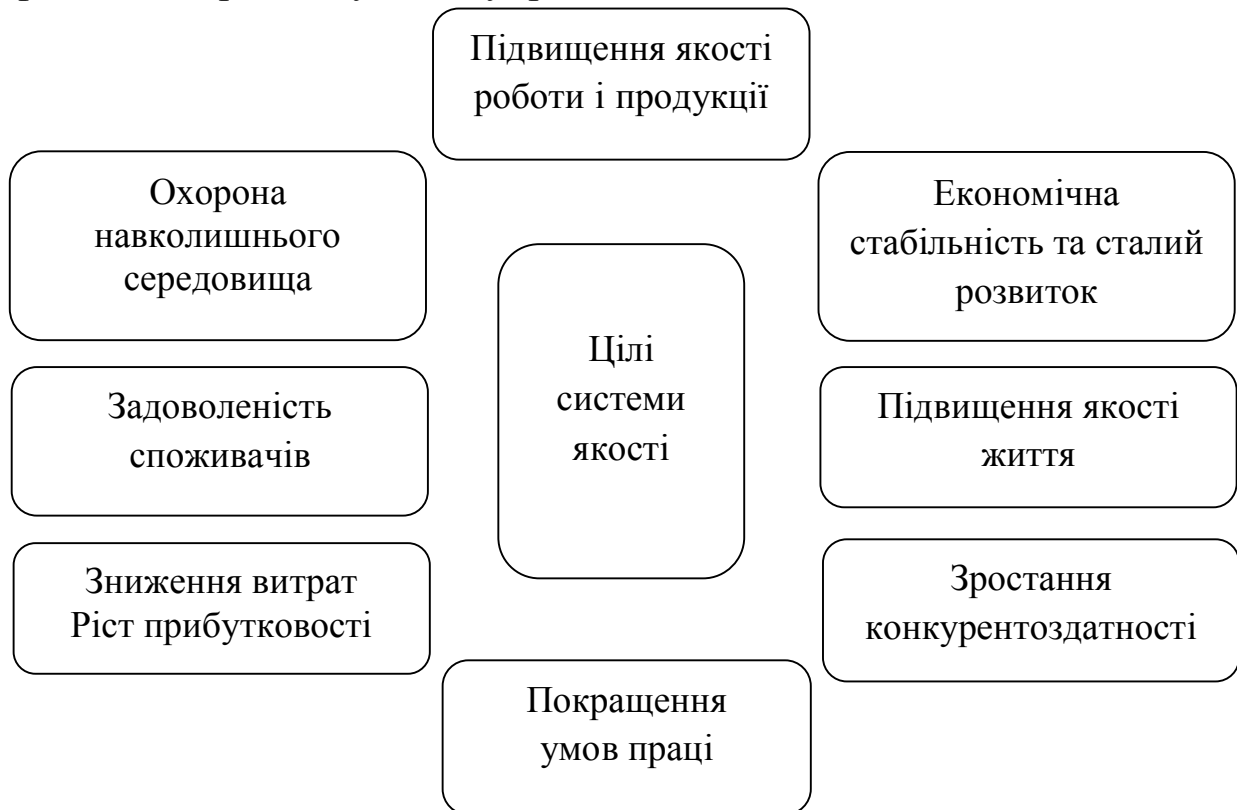 Підвищення якості
роботи і продукції
Охорона
навколишнього
середовища
Економічна
стабільність та сталий
розвиток
Цілі
системи
якості
Задоволеність
споживачів
Підвищення якості
життя
Зниження витрат
Ріст прибутковості
Зростання
конкурентоздатності
Покращення
умов праці